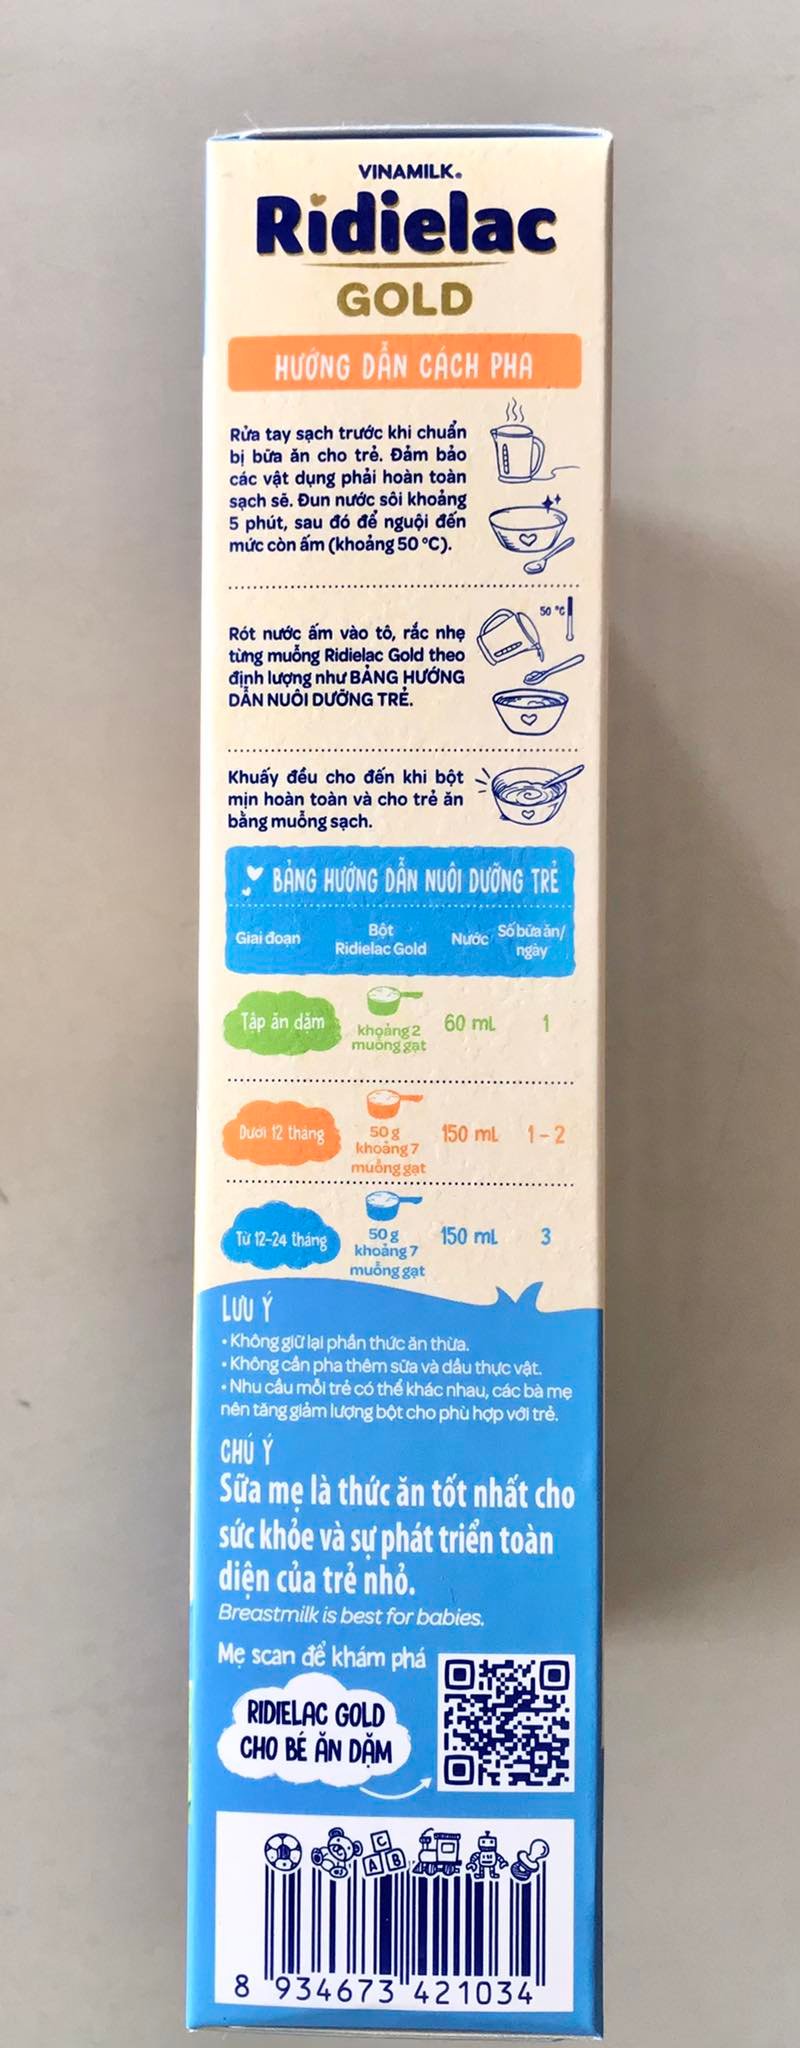 VINAMILK®
Ridielac
GOLD
HƯỚNG DẪN CÁCH PHA
Rửa tay sạch trước khi chuẩn
bị bữa ăn cho trẻ. Đảm bảo
các vật dụng phải hoàn toàn
sạch sẽ. Đun nước sôi khoảng
5 phút, sau đó để nguội đến
mức còn ấm (khoảng 50 °C).
50 °C
Rót nước ấm vào tô, rắc nhẹ
từng muỗng Ridielac Gold theo
định lượng như BẢNG HƯỚNG
DẪN NUÔI DƯỠNG TRẺ.
Khuấy đều cho đến khi bột
mịn hoàn toàn và cho trẻ ăn
bằng muỗng sạch.
BẢNG HƯỚNG DẪN NUÔI DƯỠNG TRẺ
Giai đoạn Bột Ridielac Gold Nước Số bữa ăn/ ngày
Tập ăn dặm khoảng 2 muỗng gạt 60 mL 1
Dưới 12 tháng 50 g khoảng 7 muỗng gạt 150 mL 1 - 2
Từ 12-24 tháng 50 g khoảng 7 muỗng gạt 150 mL 3
LƯU Ý
• Không giữ lại phần thức ăn thừa.
• Không cần pha thêm sữa và dầu thực vật.
• Nhu cầu mỗi trẻ có thể khác nhau, các bà mẹ
nên tăng giảm lượng bột cho phù hợp với trẻ.
CHÚ Ý
Sữa mẹ là thức ăn tốt nhất cho
sức khỏe và sự phát triển toàn
diện của trẻ nhỏ.
Breastmilk is best for babies.
Mẹ scan để khám phá
RIDIELAC GOLD
CHO BÉ ĂN DẶM
C
A B
8 934673 421034